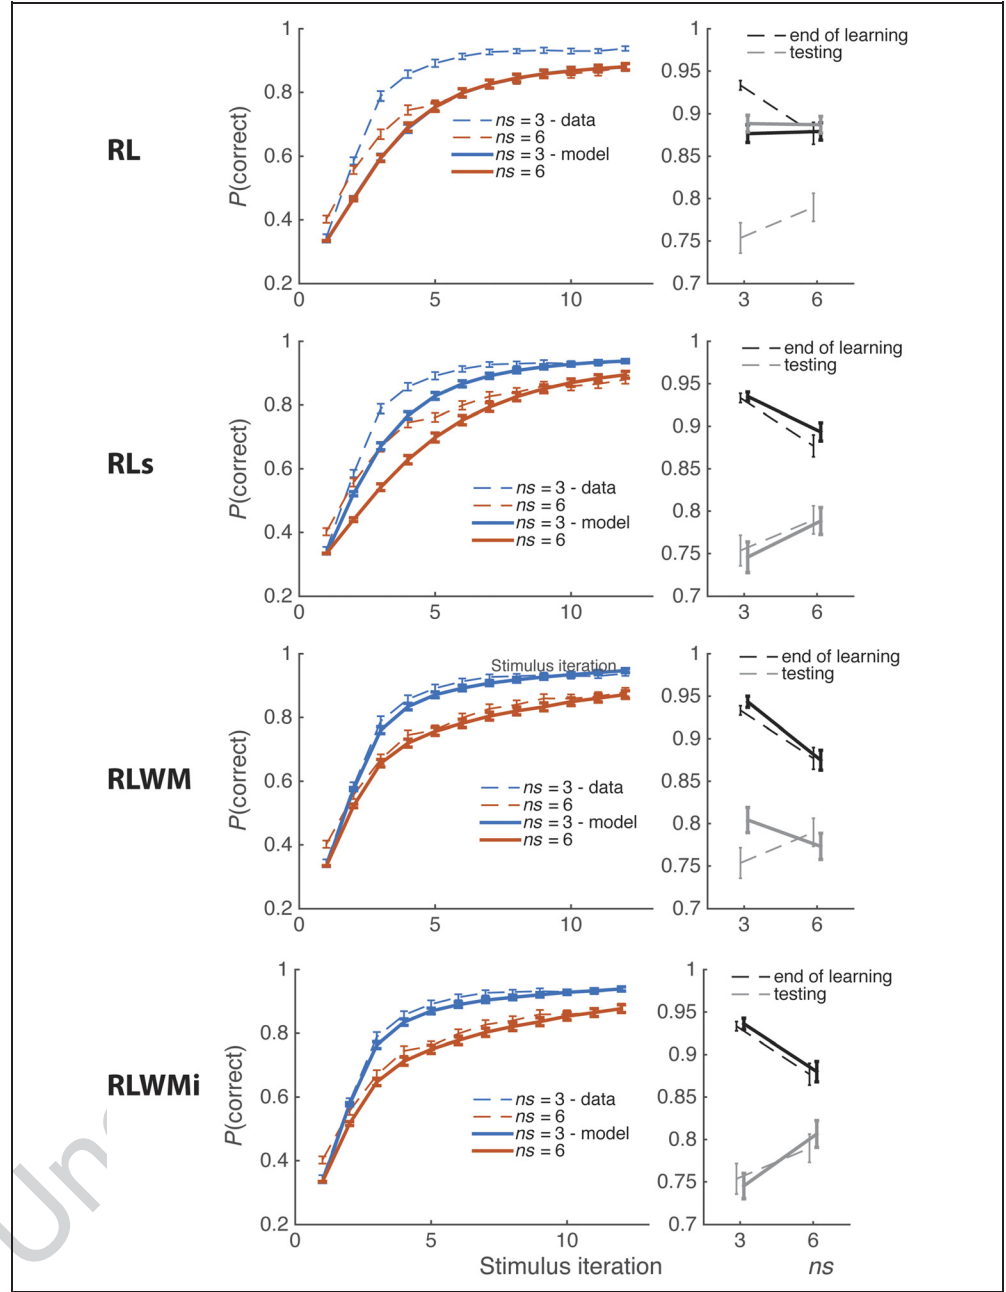 RL
P(correct)
1
0.8
0.6
0.4
0.2
0
5
10
ns = 3 - data
ns = 6
ns = 3 - model
ns = 6
1
0.95
0.9
0.85
0.8
0.75
0.7
3
6
end of learning
testing
RLs
P(correct)
1
0.8
0.6
0.4
0.2
0
5
10
ns = 3 - data
ns = 6
ns = 3 - model
ns = 6
1
0.95
0.9
0.85
0.8
0.75
0.7
3
6
end of learning
testing
RLWM
P(correct)
1
0.8
0.6
0.4
0.2
0
5
10
Stimulus iteration
ns = 3 - data
ns = 6
ns = 3 - model
ns = 6
1
0.95
0.9
0.85
0.8
0.75
0.7
3
6
end of learning
testing
RLWMi
P(correct)
1
0.8
0.6
0.4
0.2
0
5
10
ns = 3 - data
ns = 6
ns = 3 - model
ns = 6
1
0.95
0.9
0.85
0.8
0.75
0.7
3
6
end of learning
testing
Stimulus iteration
ns